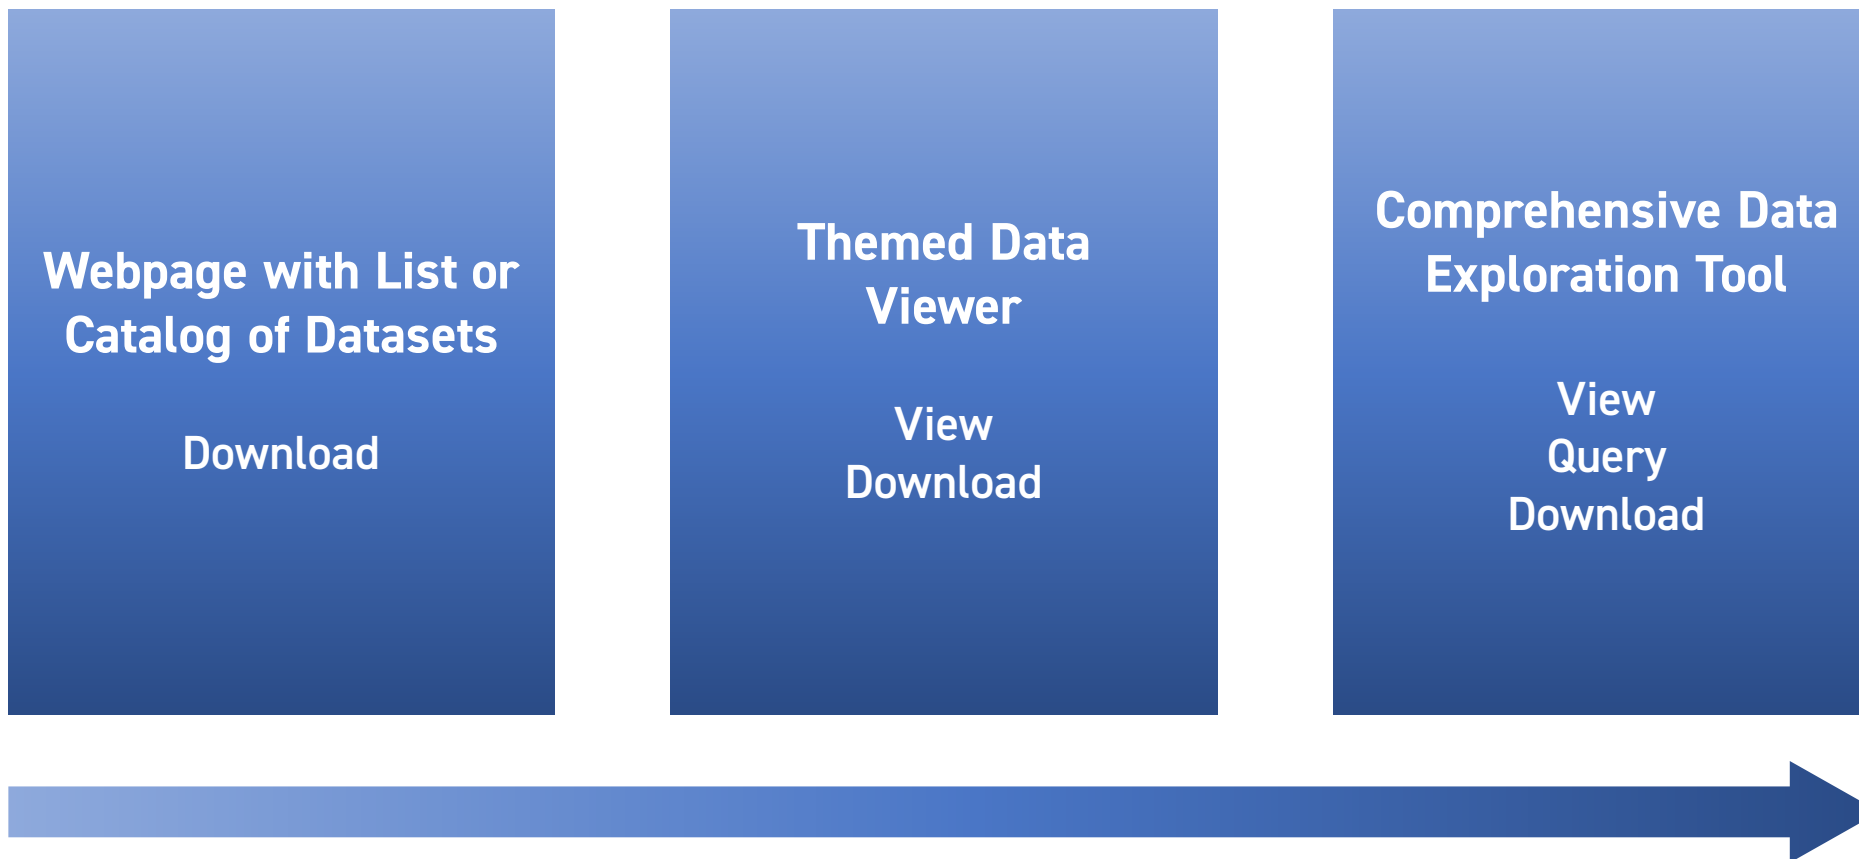 Webpage with List or
Catalog of Datasets
Download
Themed Data
Viewer
View
Download
Comprehensive Data
Exploration Tool
View
Query
Download